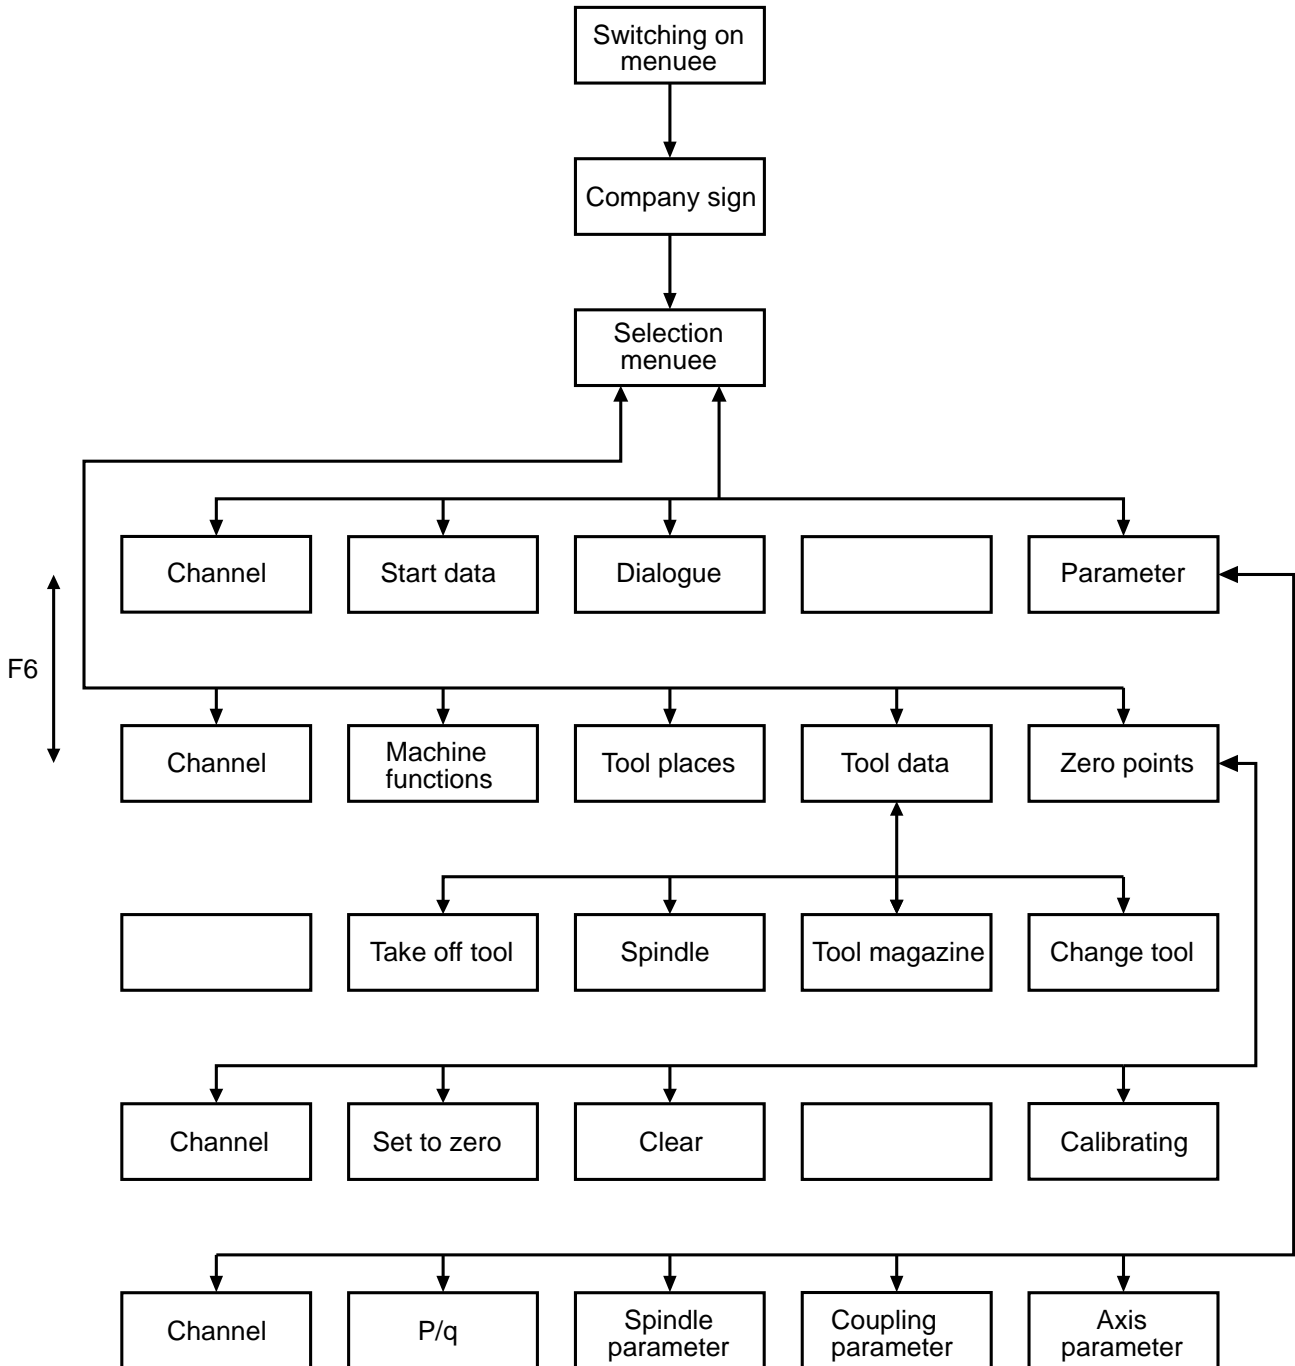 Switching on
menuee
Company sign
Selection
menuee
Channel
Start data
Dialogue
Parameter
F6
Channel
Machine
functions
Tool places
Tool data
Zero points
Take off tool
Spindle
Tool magazine
Change tool
Channel
Set to zero
Clear
Calibrating
Channel
P/q
Spindle
parameter
Coupling
parameter
Axis
parameter